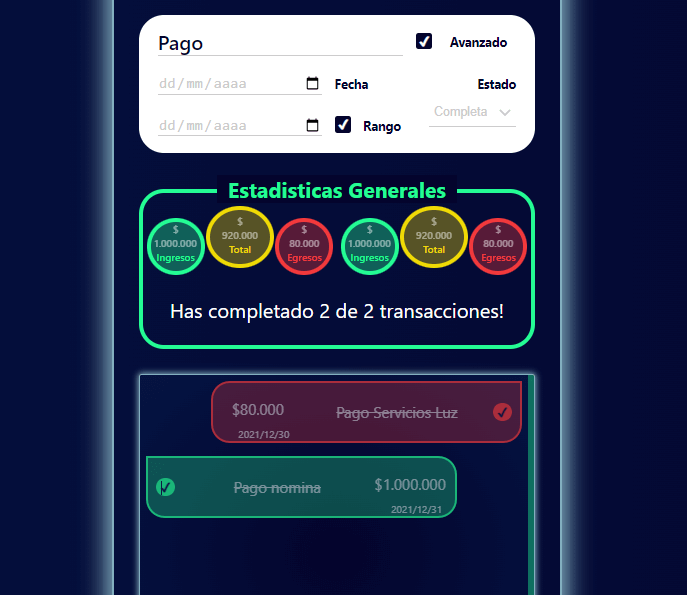 Pago
Avanzado
dd/mm/aaaa
Fecha
Estado
Completa
dd/mm/aaaa
Rango
Estadisticas Generales
$
1.000.000
Ingresos
$
920.000
Total
$
80.000
Egresos
$
1.000.000
Ingresos
$
920.000
Total
$
80.000
Egresos
Has completado 2 de 2 transacciones!
$80.000
Pago Servicios Luz
2021/12/30
Pago nomina
$1.000.000
2021/12/31